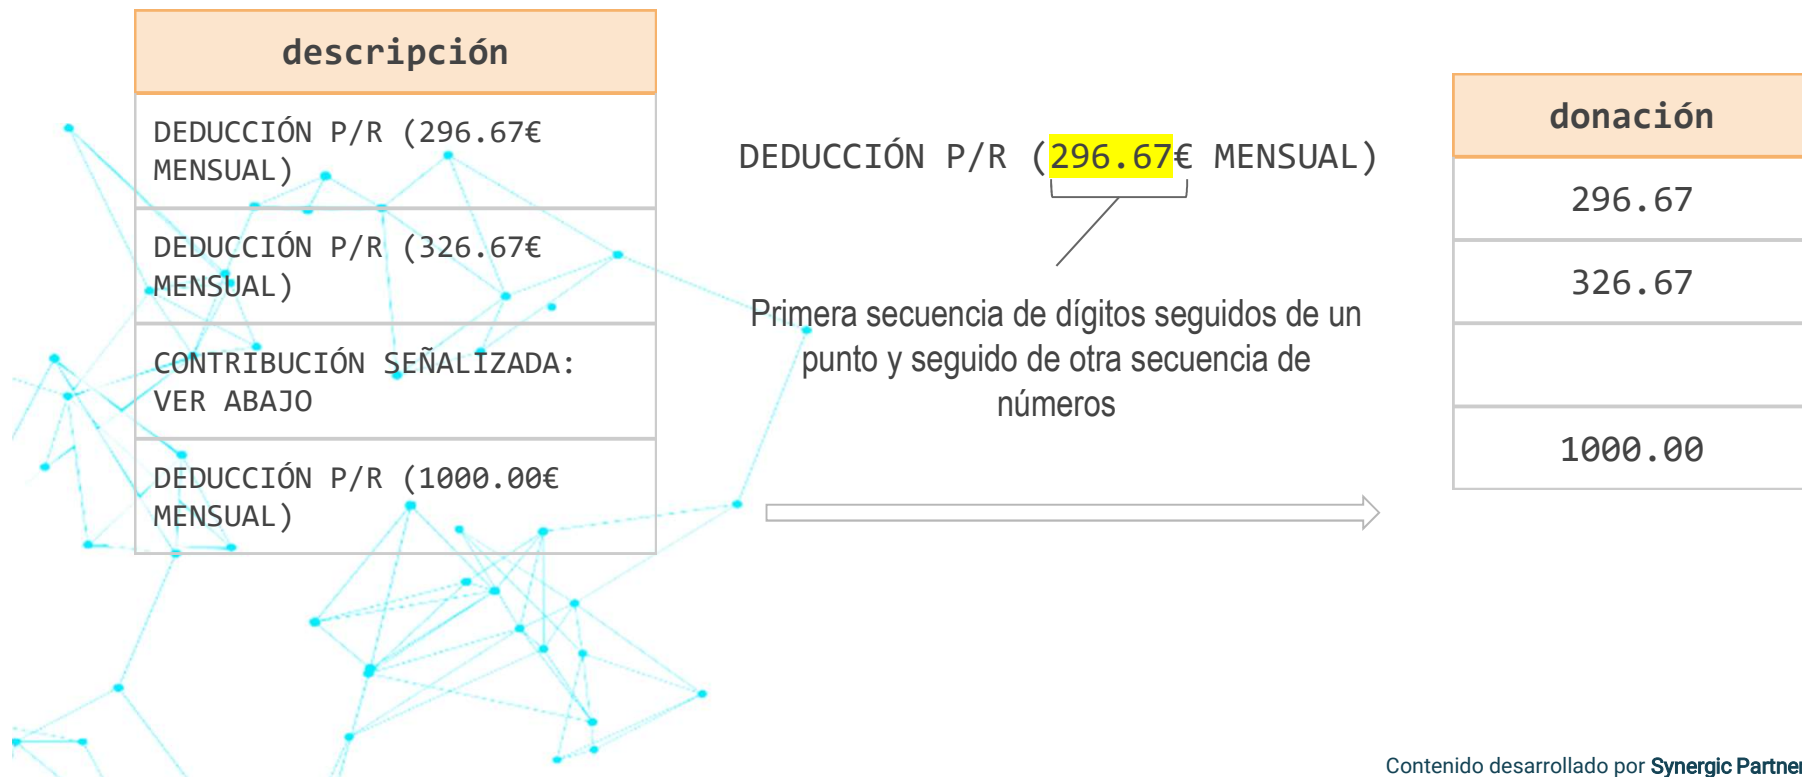 descripción
DEDUCCIÓN P/R (296.67€
MENSUAL)
DEDUCCIÓN P/R (326.67€
MENSUAL)
CONTRIBUCIÓN SEÑALIZADA:
VER ABAJO
DEDUCCIÓN P/R (1000.00€
MENSUAL)
DEDUCCIÓN P/R (296.67€ MENSUAL)
Primera secuencia de dígitos seguidos de un
punto y seguido de otra secuencia de
números
donación
296.67
326.67
1000.00
Contenido desarrollado por Synergic Partner